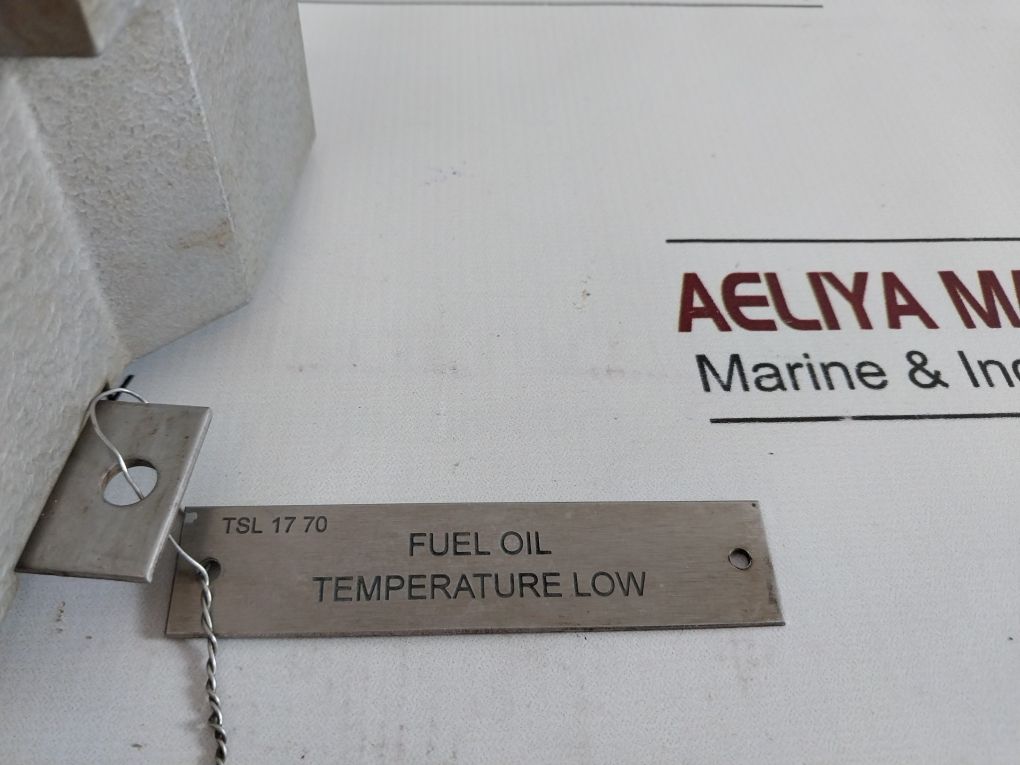 AELIYA
Marine &
TSL 17 70
FUEL OIL
TEMPERATURE LOW